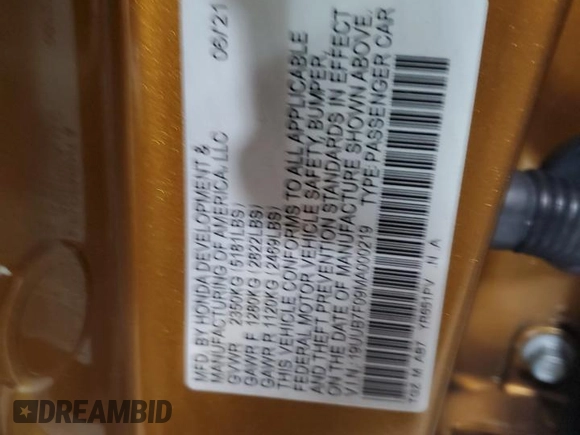 MFD. BY HONDA DEVELOPMENT & 06/21
MANUFACTURING OF AMERICA, LLC
GVWR 2350KG (5181LBS)
GAWR F 1280KG (2822LBS)
GAWR R 1120KG (2469LBS)
THIS VEHICLE CONFORMS TO ALL APPLICABLE
FEDERAL MOTOR VEHICLE SAFETY, BUMPER,
AND THEFT PREVENTION STANDARDS IN EFFECT
ON THE DATE OF MANUFACTURE SHOWN ABOVE.
V.I.N. 19UUB7F09MA000219 TYPE:PASSENGER CAR
YR651PV N A
DREAMBID